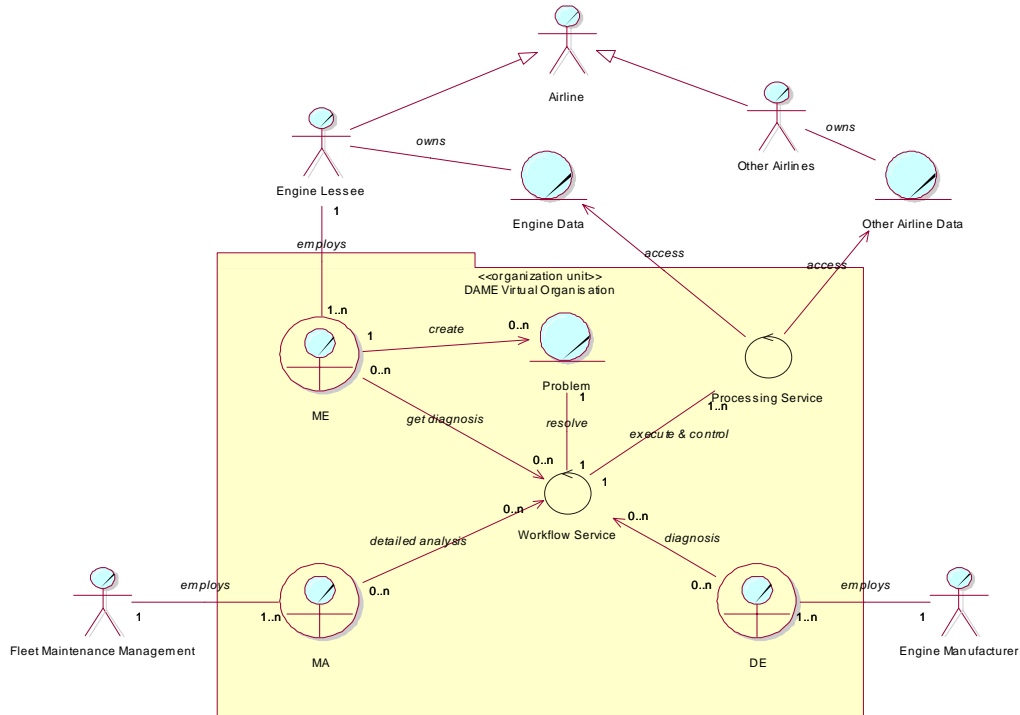 Airline
owns
Other Airlines
owns
Engine Lessee
Engine Data
Other Airline Data
1
employs
access
access
<<organization unit>>
DAME Virtual Organisation
1..n
1
create
0..n
0..n
Problem
Processing Service
ME
1
1..n
get diagnosis
resolve
execute & control
0..n
1
1
0..n
Workflow Service
0..n
detailed analysis
diagnosis
employs
0..n
0..n
employs
1
1..n
1..n
1
Fleet Maintenance Management
MA
DE
Engine Manufacturer